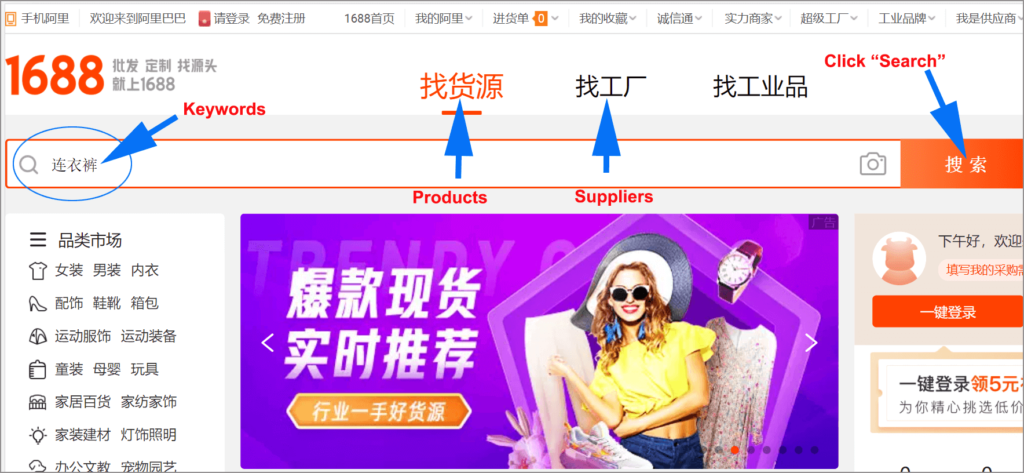 手机阿里 欢迎来到阿里巴巴 请登录 免费注册 1688首页 我的阿里 进货单 0 我的收藏 诚信通 实力商家 超级工厂 工业品牌 我是供应商
Click “Search”
1688 批发 定制 找源头
就上1688
找货源 找工厂 找工业品
Keywords
连衣裤 搜索
Products Suppliers
品类市场
女装 男装 内衣
配饰 鞋靴 箱包
运动服饰 运动装备
童装 母婴 玩具
家居百货 家纺家饰
家装建材 灯饰照明
办公文教 宠物园艺
广告
TRENDY
爆款现货
实时推荐
行业一手好货源
下午好，欢迎
填写我的采购
一键登录
一键登录领5元
为你精心挑选低价